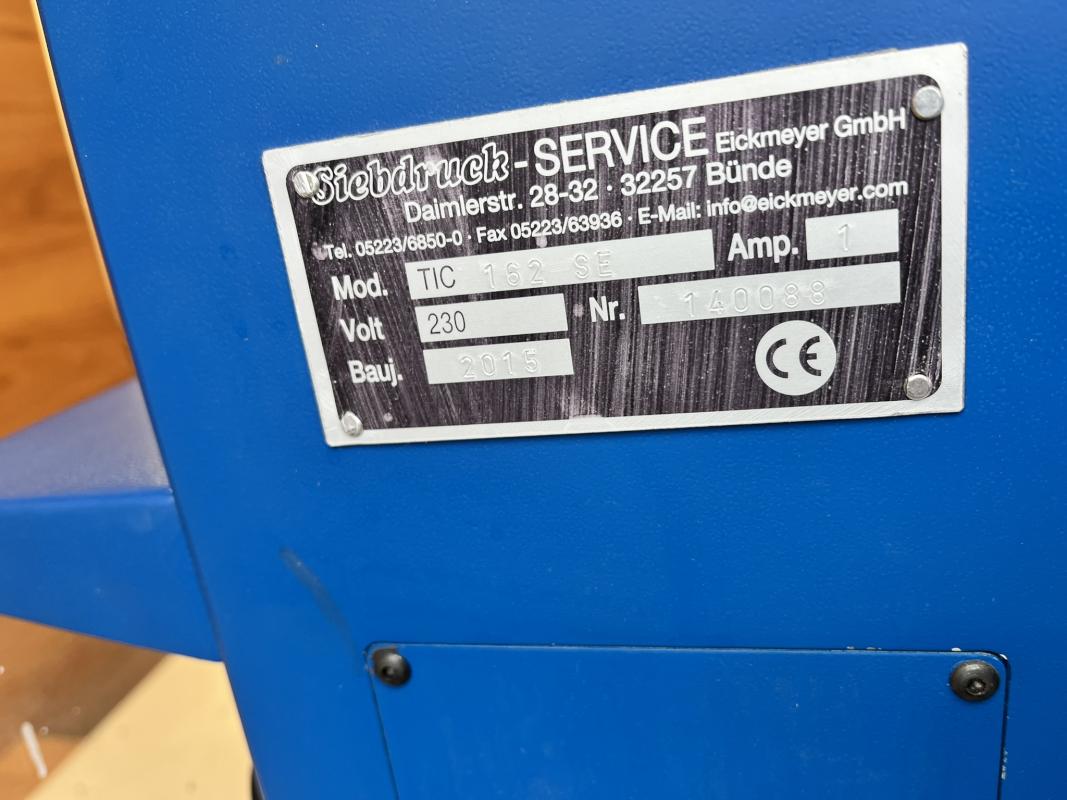 Siebdruck-SERVICE Eickmeyer GmbH
Daimlerstr. 28-32 · 32257 Bünde
Tel. 05223/6850-0 · Fax 05223/63936 · E-Mail: info@eickmeyer.com
Mod. TIC 162 SE Amp. 1
Volt 230 Nr. 140088
Bauj. 2015 CE